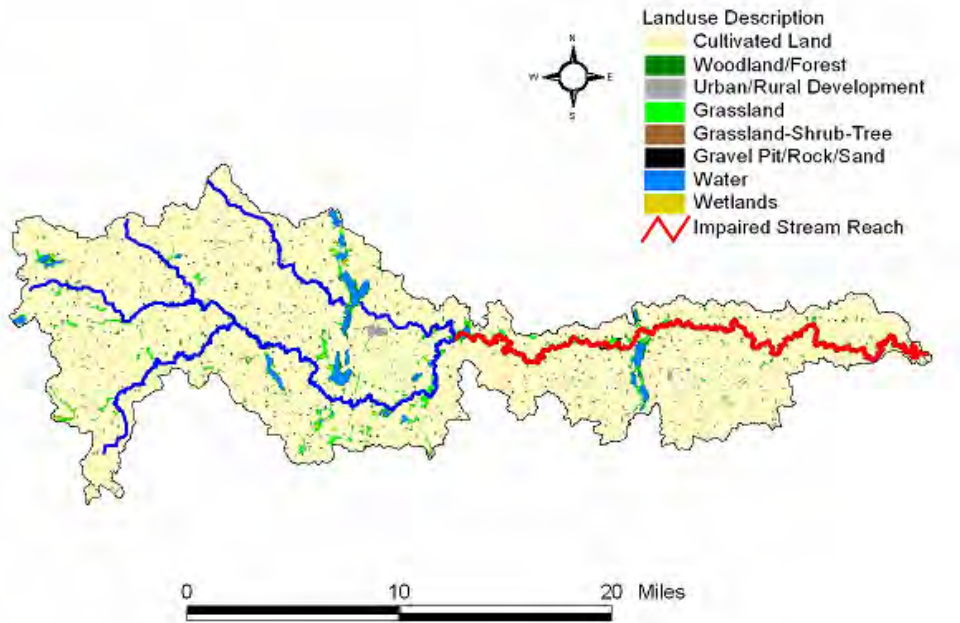 Landuse Description
Cultivated Land
Woodland/Forest
Urban/Rural Development
Grassland
Grassland-Shrub-Tree
Gravel Pit/Rock/Sand
Water
Wetlands
Impaired Stream Reach
N
W E
S
0 10 20 Miles